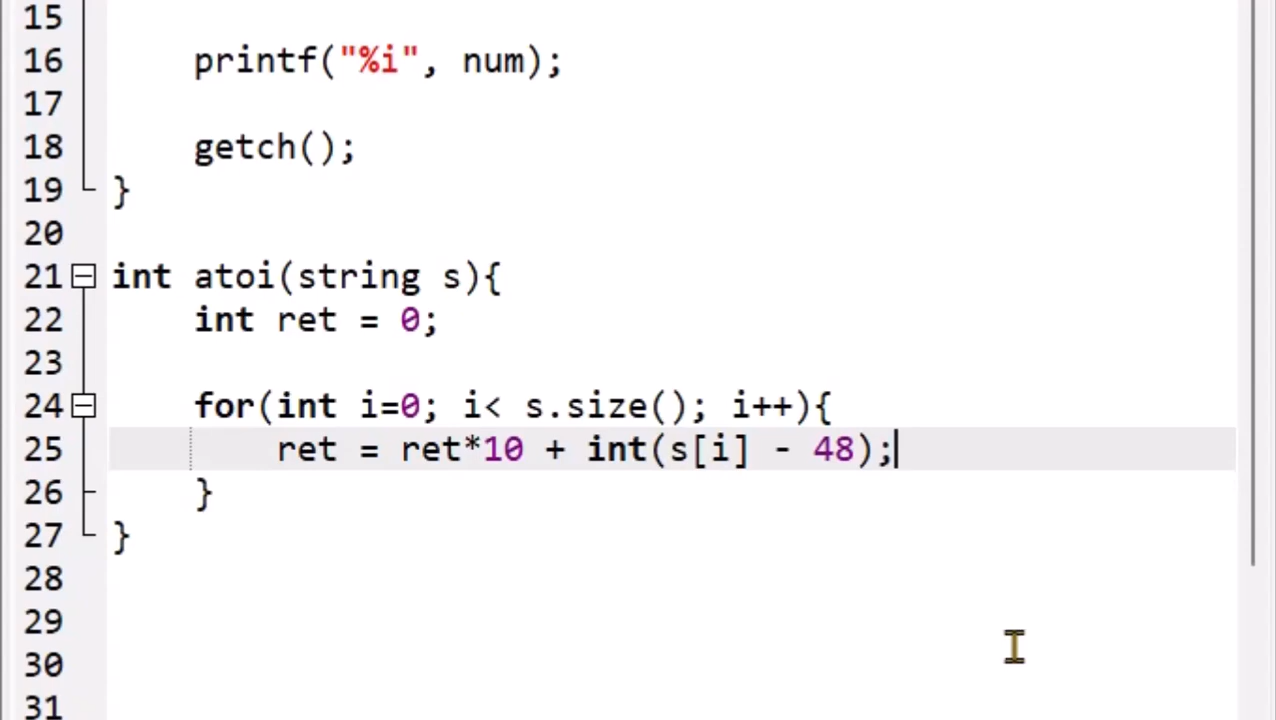 15
16 printf("%i", num);
17
18 getch();
19 }
20
21 int atoi(string s){
22 int ret = 0;
23
24 for(int i=0; i< s.size(); i++){
25 ret = ret*10 + int(s[i] - 48);
26 }
27 }
28
29
30
31